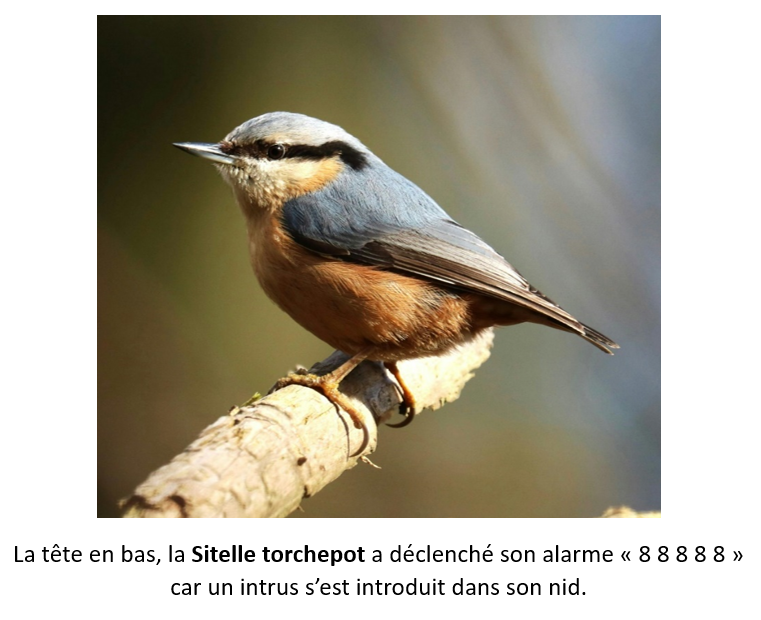 La tête en bas, la Sitelle torchepot a déclenché son alarme « 8 8 8 8 8 »
car un intrus s’est introduit dans son nid.